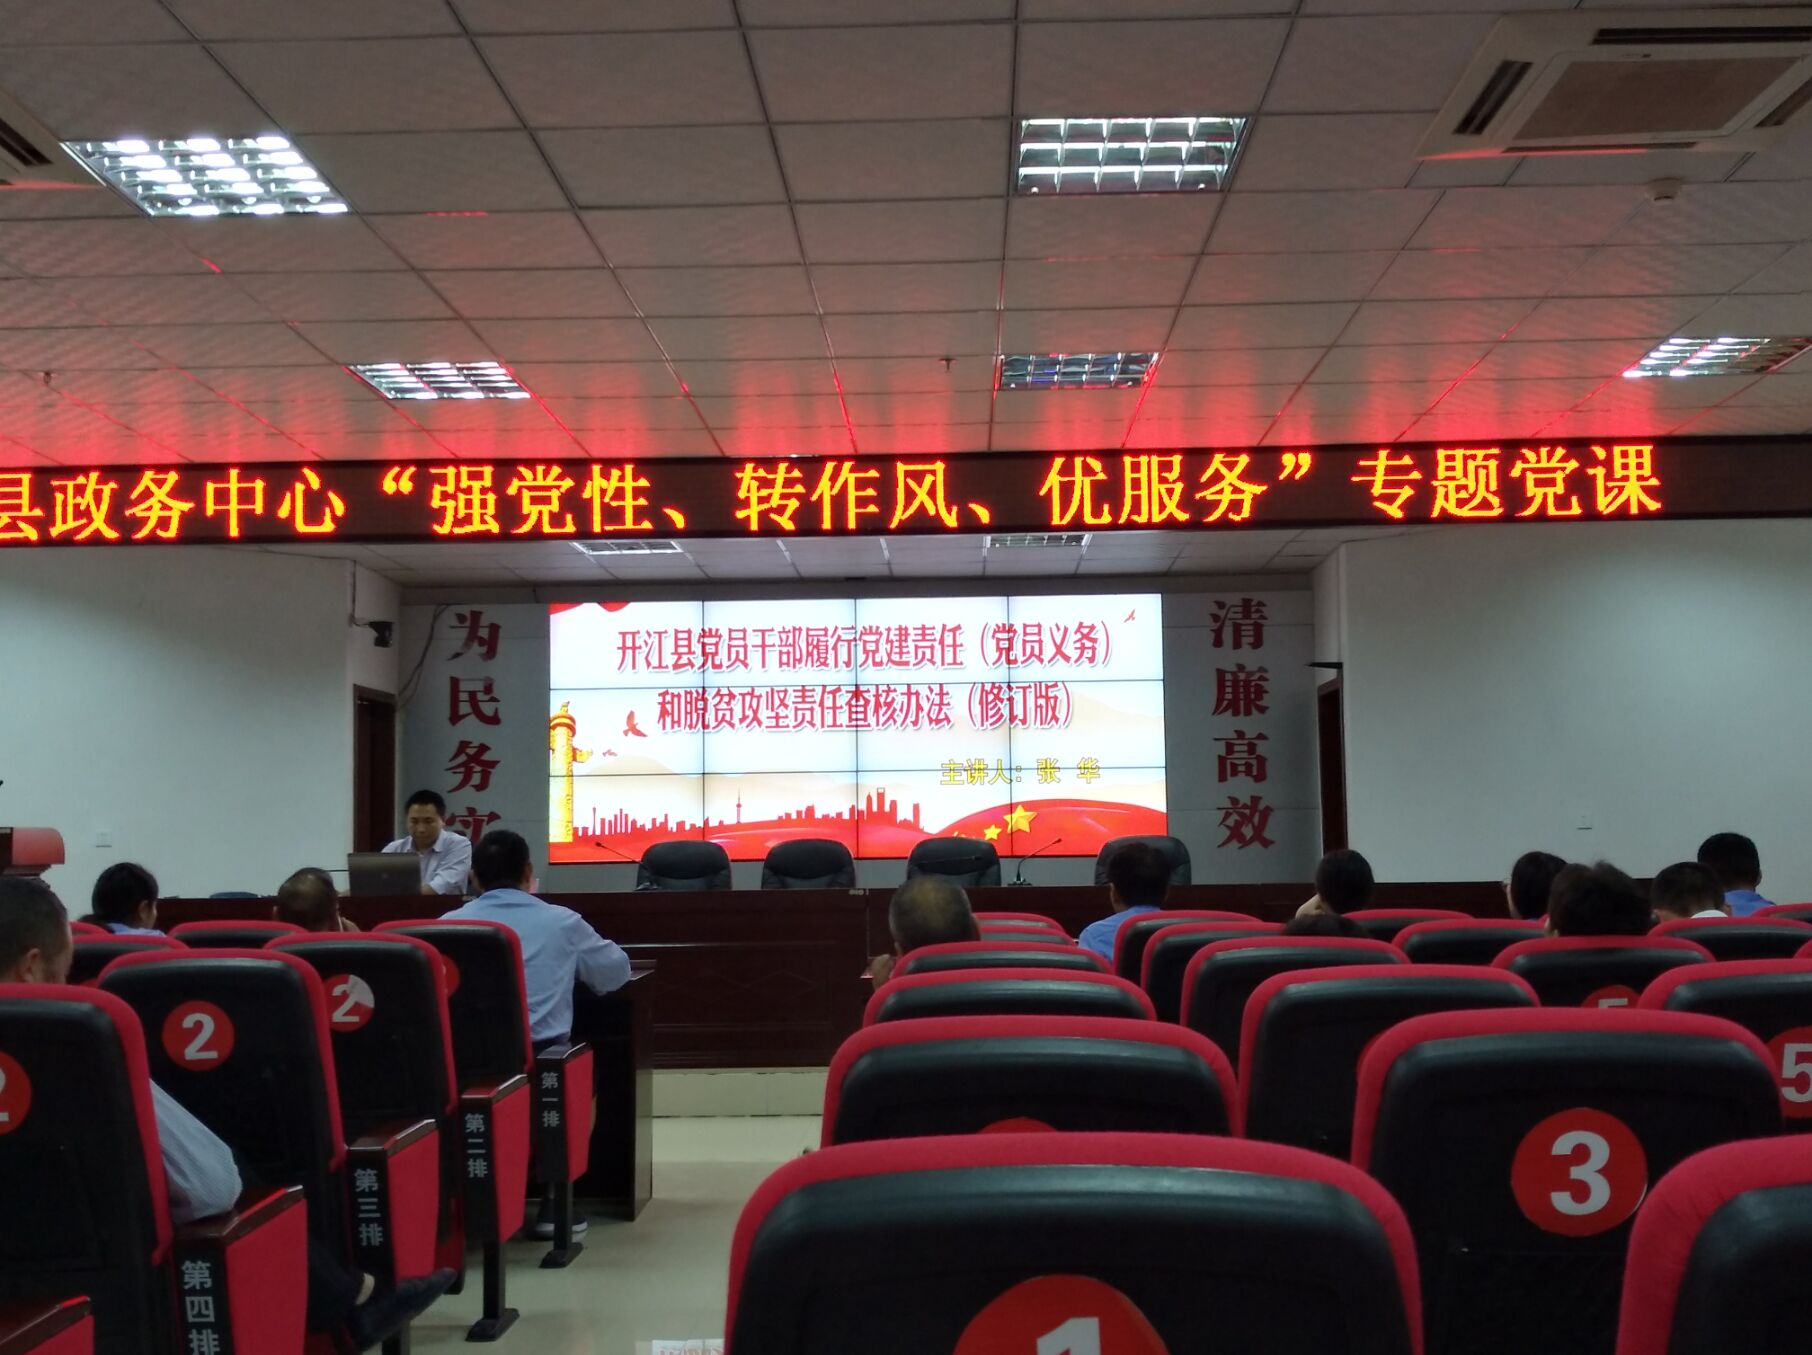 县政务中心“强党性、转作风、优服务”专题党课
开江县党员干部履行党建责任（党员义务）
和脱贫攻坚责任查核办法（修订版）
主讲人：张 华
为民务实
清廉高效
2
2
2
5
5
3
1
第一排
第二排
第三排
第四排